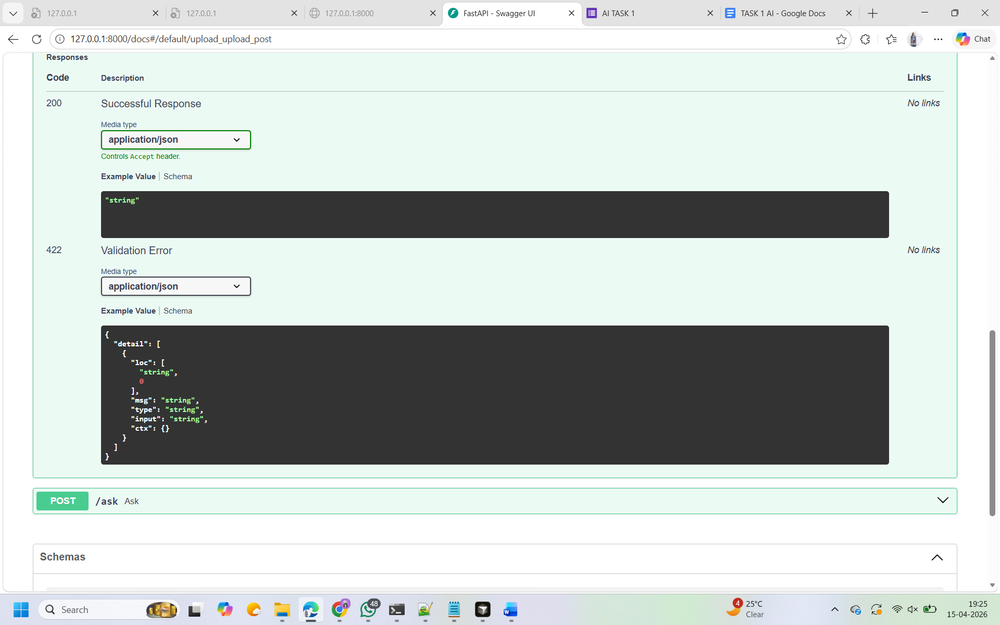 127.0.0.1
127.0.0.1
127.0.0.1:8000
FastAPI - Swagger UI
AI TASK 1
TASK 1 AI - Google Docs
127.0.0.1:8000/docs#/default/upload_upload_post
Chat
Responses
Code Description Links
200 Successful Response No links
Media type
application/json
Controls Accept header.
Example Value | Schema
"string"
422 Validation Error No links
Media type
application/json
Example Value | Schema
{
  "detail": [
    {
      "loc": [
        "string",
        0
      ],
      "msg": "string",
      "type": "string",
      "input": "string",
      "ctx": {}
    }
  ]
}
POST /ask Ask
Schemas
Search
48
4
25°C
Clear
19:25
15-04-2026